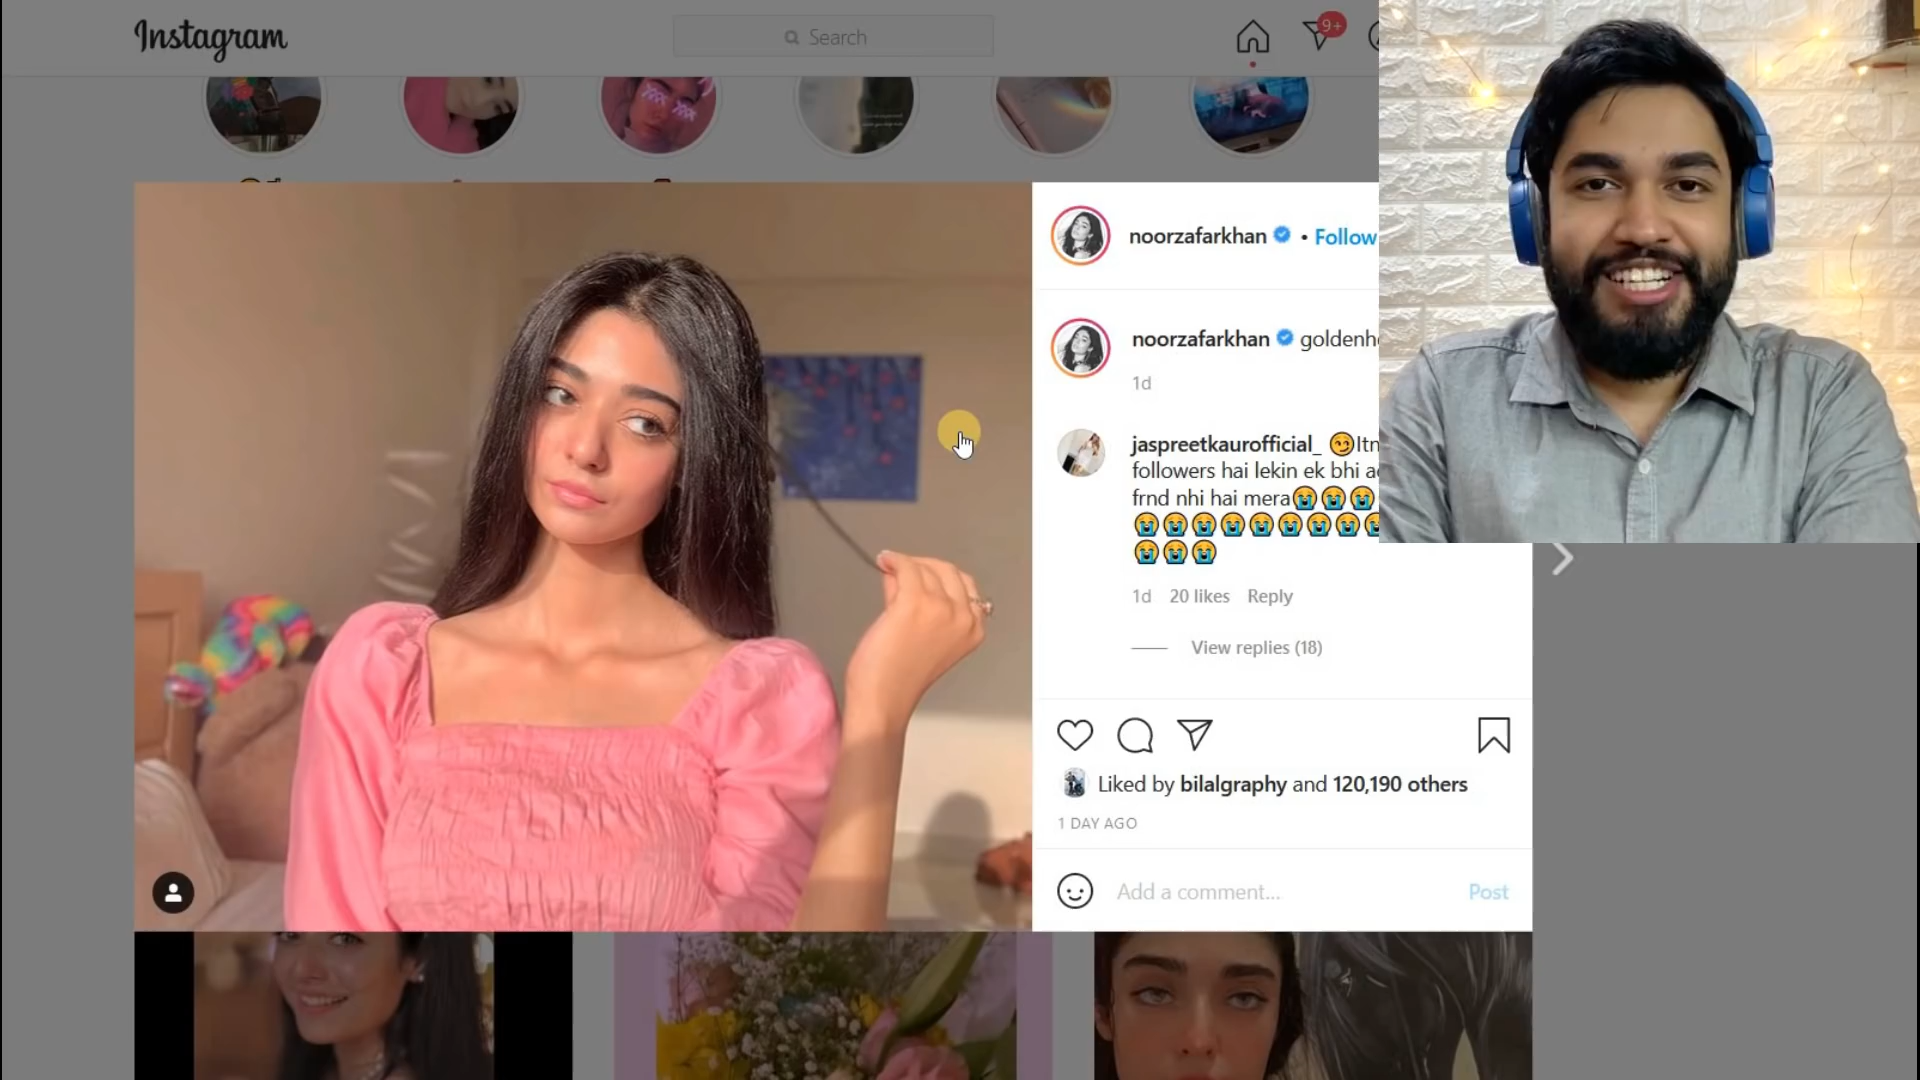 Instagram
Search
9+
noorzafarkhan • Follow
noorzafarkhan goldenh
1d
jaspreetkaurofficial_ 😏Itn
followers hai lekin ek bhi a
frnd nhi hai mera😭😭😭
😭😭😭😭😭😭😭😭😭
😭😭😭
1d 20 likes Reply
View replies (18)
Liked by bilalgraphy and 120,190 others
1 DAY AGO
Add a comment... Post